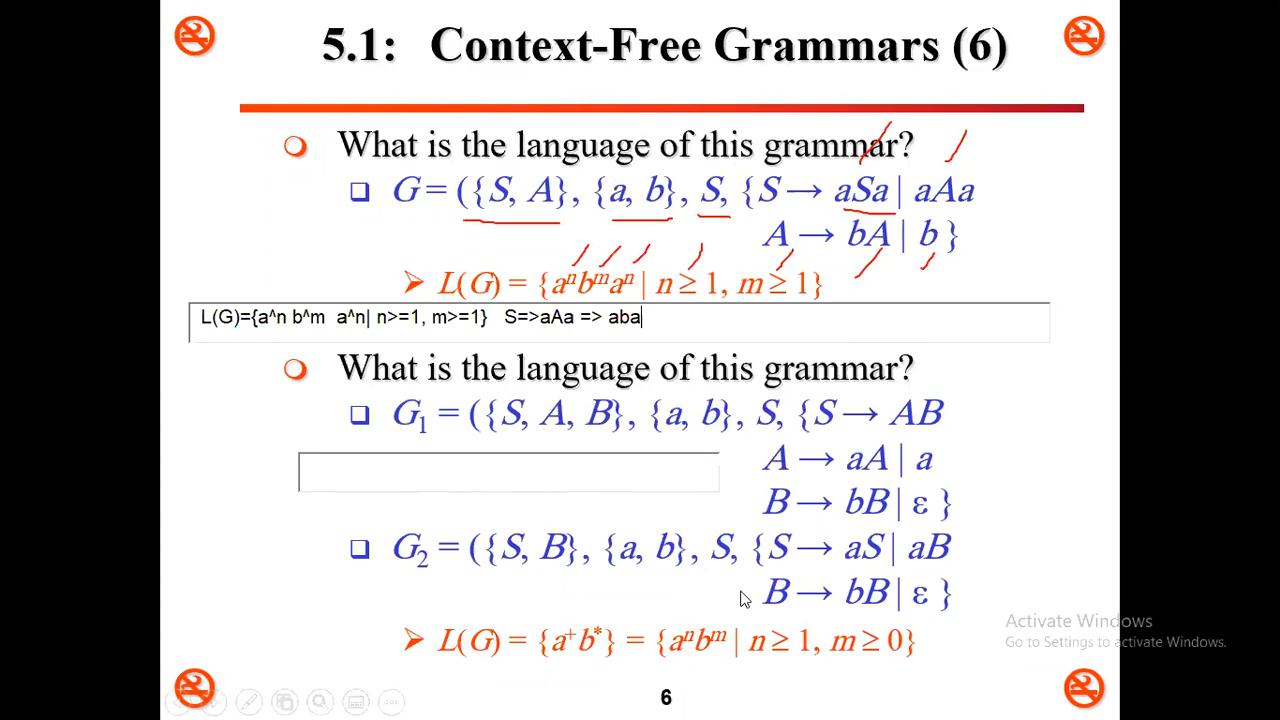 5.1: Context-Free Grammars (6)
What is the language of this grammar?
G = ({S, A}, {a, b}, S, {S → aSa | aAa
A → bA | b }
L(G) = {aⁿbᵐaⁿ | n ≥ 1, m ≥ 1}
L(G)={a^n b^m  a^n| n>=1, m>=1}   S=>aAa => aba
What is the language of this grammar?
G₁ = ({S, A, B}, {a, b}, S, {S → AB
A → aA | a
B → bB | ε }
G₂ = ({S, B}, {a, b}, S, {S → aS | aB
B → bB | ε }
L(G) = {a⁺b*} = {aⁿbᵐ | n ≥ 1, m ≥ 0}
Activate Windows
Go to Settings to activate Windows.
6